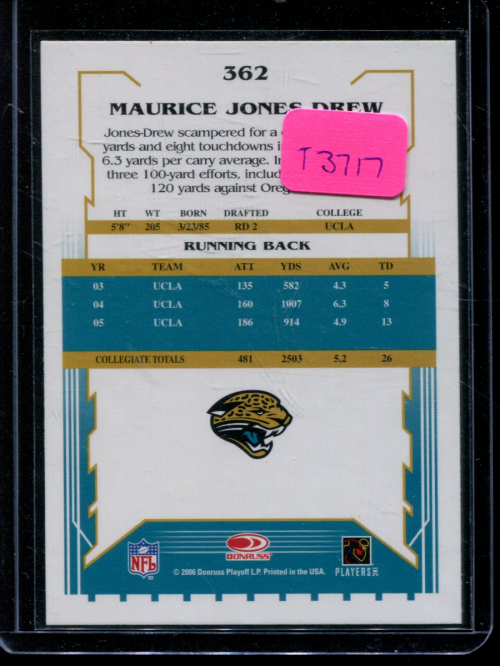 362
MAURICE JONES DREW
Jones-Drew scampered for a
yards and eight touchdowns i
6.3 yards per carry average. In
three 100-yard efforts, includ
120 yards against Oreg
T3717
HT WT BORN DRAFTED COLLEGE
5'8" 205 3/23/85 RD 2 UCLA
RUNNING BACK
YR TEAM ATT YDS AVG TD
03 UCLA 135 582 4.3 5
04 UCLA 160 1007 6.3 8
05 UCLA 186 914 4.9 13
COLLEGIATE TOTALS 481 2503 5.2 26
NFL
DONRUSS
PLAYERS INC
© 2006 Donruss Playoff L.P. Printed in the USA.